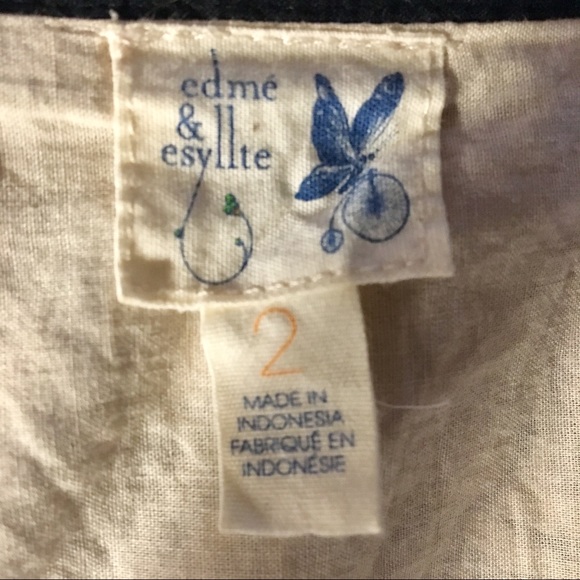 edmé
&
esyllte
2
MADE IN
INDONESIA
FABRIQUÉ EN
INDONÉSIE